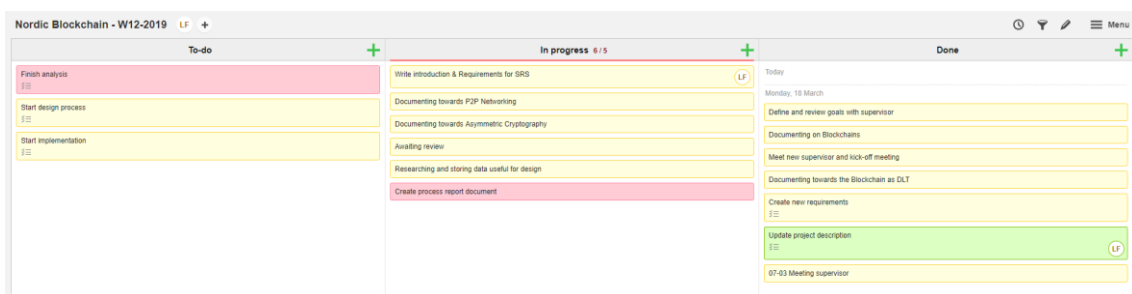 Nordic Blockchain - W12-2019 LF +
Menu
To-do
Finish analysis
Start design process
Start implementation
In progress 6 / 5
Write introduction & Requirements for SRS
LF
Documenting towards P2P Networking
Documenting towards Asymmetric Cryptography
Awaiting review
Researching and storing data useful for design
Create process report document
Done
Today
Monday, 18 March
Define and review goals with supervisor
Documenting on Blockchains
Meet new supervisor and kick-off meeting
Documenting towards the Blockchain as DLT
Create new requirements
Update project description
LF
07-03 Meeting supervisor